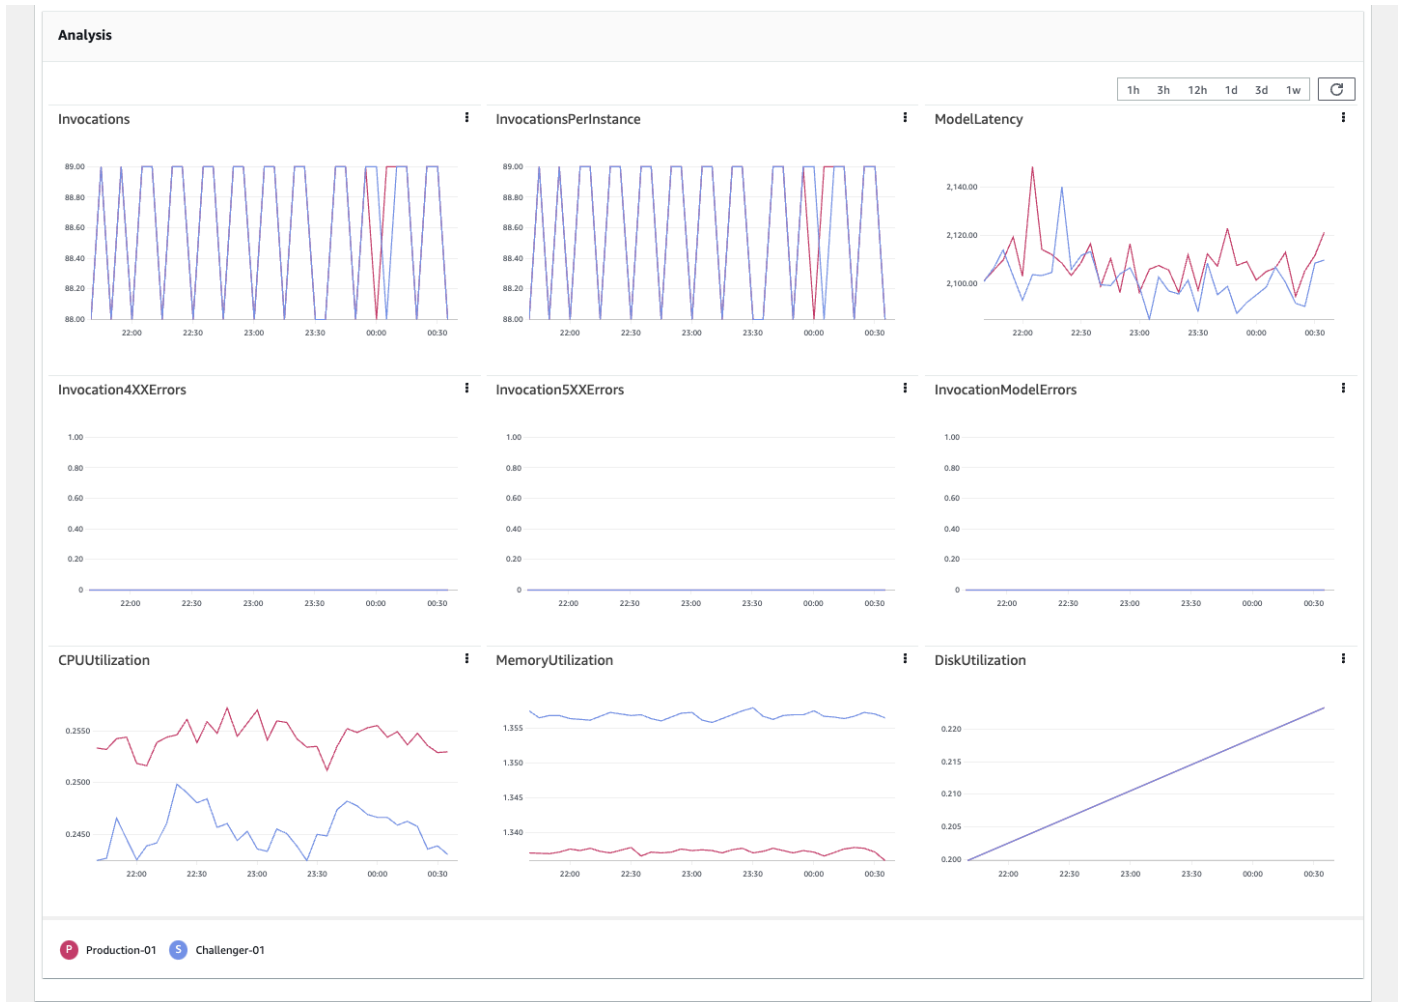 Analysis
1h 3h 12h 1d 3d 1w
Invocations
89.00
88.80
88.60
88.40
88.20
88.00
22:00 22:30 23:00 23:30 00:00 00:30
InvocationsPerInstance
89.00
88.80
88.60
88.40
88.20
88.00
22:00 22:30 23:00 23:30 00:00 00:30
ModelLatency
2,140.00
2,120.00
2,100.00
22:00 22:30 23:00 23:30 00:00 00:30
Invocation4XXErrors
1.00
0.80
0.60
0.40
0.20
0
22:00 22:30 23:00 23:30 00:00 00:30
Invocation5XXErrors
1.00
0.80
0.60
0.40
0.20
0
22:00 22:30 23:00 23:30 00:00 00:30
InvocationModelErrors
1.00
0.80
0.60
0.40
0.20
0
22:00 22:30 23:00 23:30 00:00 00:30
CPUUtilization
0.2550
0.2500
0.2450
22:00 22:30 23:00 23:30 00:00 00:30
MemoryUtilization
1.355
1.350
1.345
1.340
22:00 22:30 23:00 23:30 00:00 00:30
DiskUtilization
0.220
0.215
0.210
0.205
0.200
22:00 22:30 23:00 23:30 00:00 00:30
P Production-01 S Challenger-01